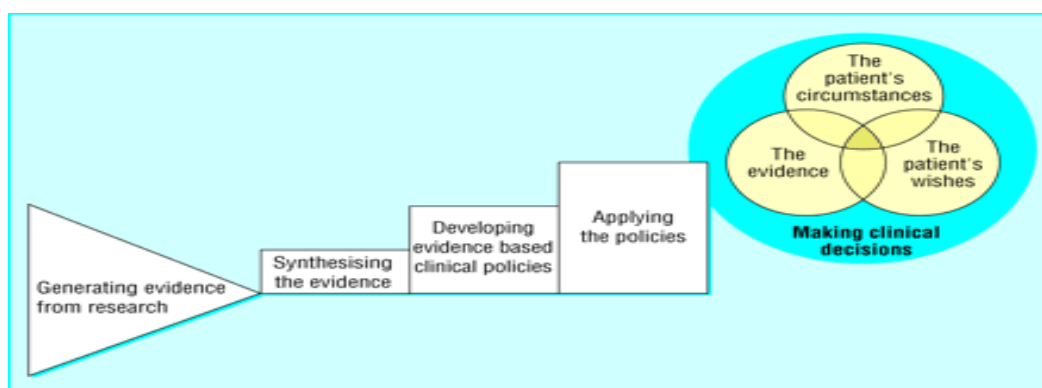 Generating evidence
from research
Synthesising
the evidence
Developing
evidence based
clinical policies
Applying
the policies
The
patient's
circumstances
The
evidence
The
patient's
wishes
Making clinical
decisions